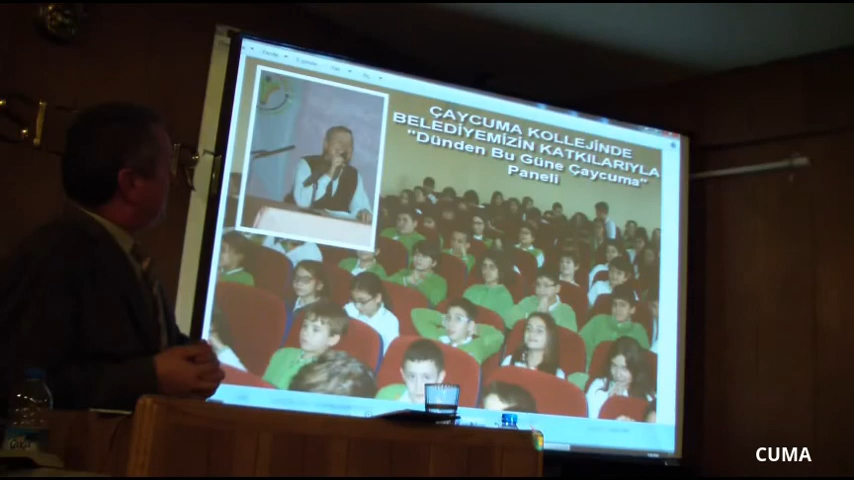 ÇAYCUMA KOLLEJİNDE
BELEDİYEMİZİN KATKILARIYLA
"Dünden Bu Güne Çaycuma"
Paneli
CUMA